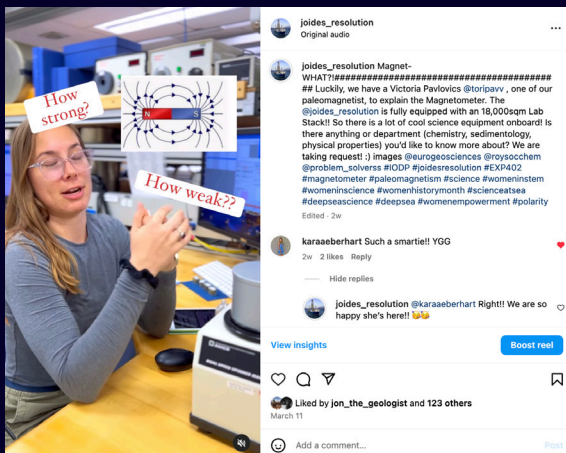 How
strong?
N
S
How weak??
joides_resolution
Original audio
joides_resolution Magnet-
WHAT?!########################################
## Luckily, we have a Victoria Pavlovics @toripavv , one of our
paleomagnetist, to explain the Magnetometer. The
@joides_resolution is fully equipped with an 18,000sqm Lab
Stack!! So there is a lot of cool science equipment onboard! Is
there anything or department (chemistry, sedimentology,
physical properties) you'd like to know more about? We are
taking request! :) images @eurogeosciences @roysocchem
@problem_solverss #IODP #joidesresolution #EXP402
#magnetometer #paleomagnetism #science #womeninstem
#womeninscience #womenhistorymonth #scienceatsea
#deepseascience #deepsea #womenempowerment #polarity
Edited · 2w
karaaeberhart Such a smartie!! YGG
2w 2 likes Reply
Hide replies
joides_resolution @karaaeberhart Right!! We are so
happy she's here!! 🥰🥰
View insights
Boost reel
Liked by jon_the_geologist and 123 others
March 11
Add a comment...
Post